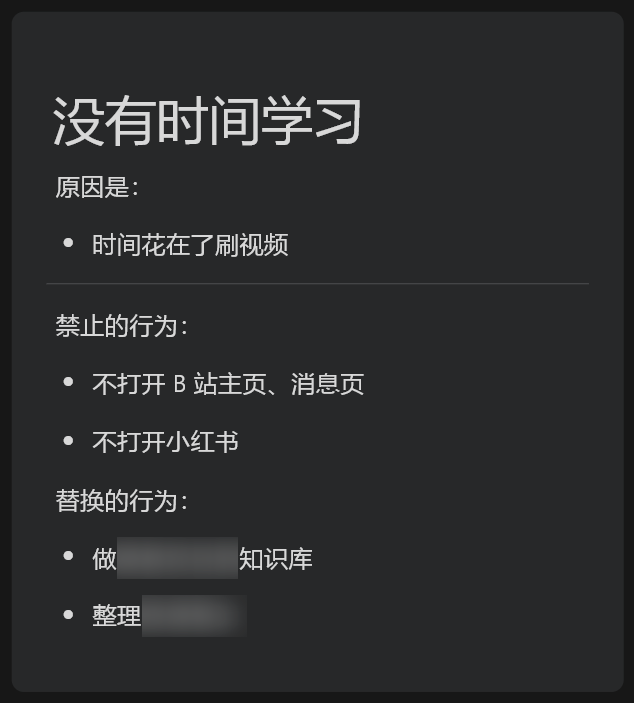 没有时间学习
原因是：
• 时间花在了刷视频
禁止的行为：
• 不打开 B 站主页、消息页
• 不打开小红书
替换的行为：
• 做知识库
• 整理